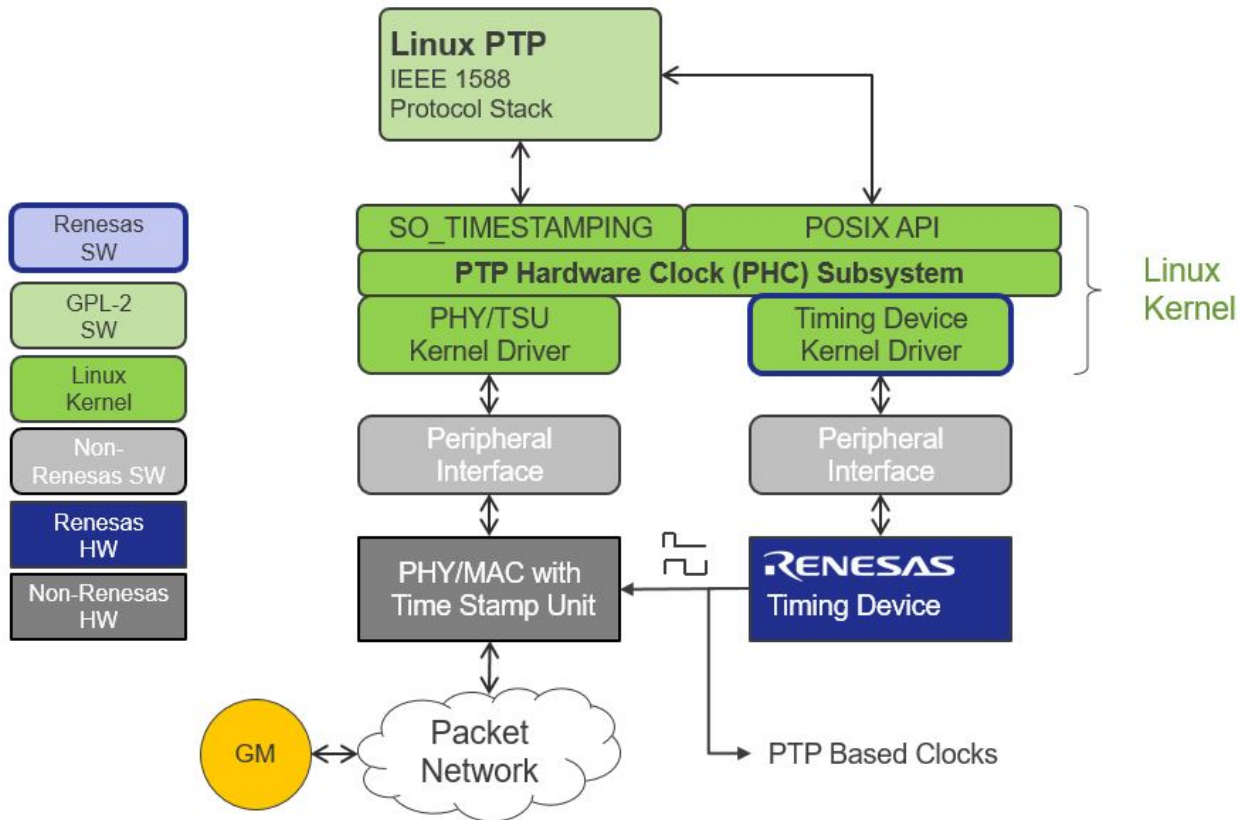 Linux PTP
IEEE 1588
Protocol Stack
Renesas
SW
GPL-2
SW
Linux
Kernel
Non-
Renesas SW
Renesas
HW
Non-Renesas
HW
SO_TIMESTAMPING
POSIX API
PTP Hardware Clock (PHC) Subsystem
PHY/TSU
Kernel Driver
Timing Device
Kernel Driver
Linux
Kernel
Peripheral
Interface
Peripheral
Interface
PHY/MAC with
Time Stamp Unit
RENESAS
Timing Device
GM
Packet
Network
PTP Based Clocks